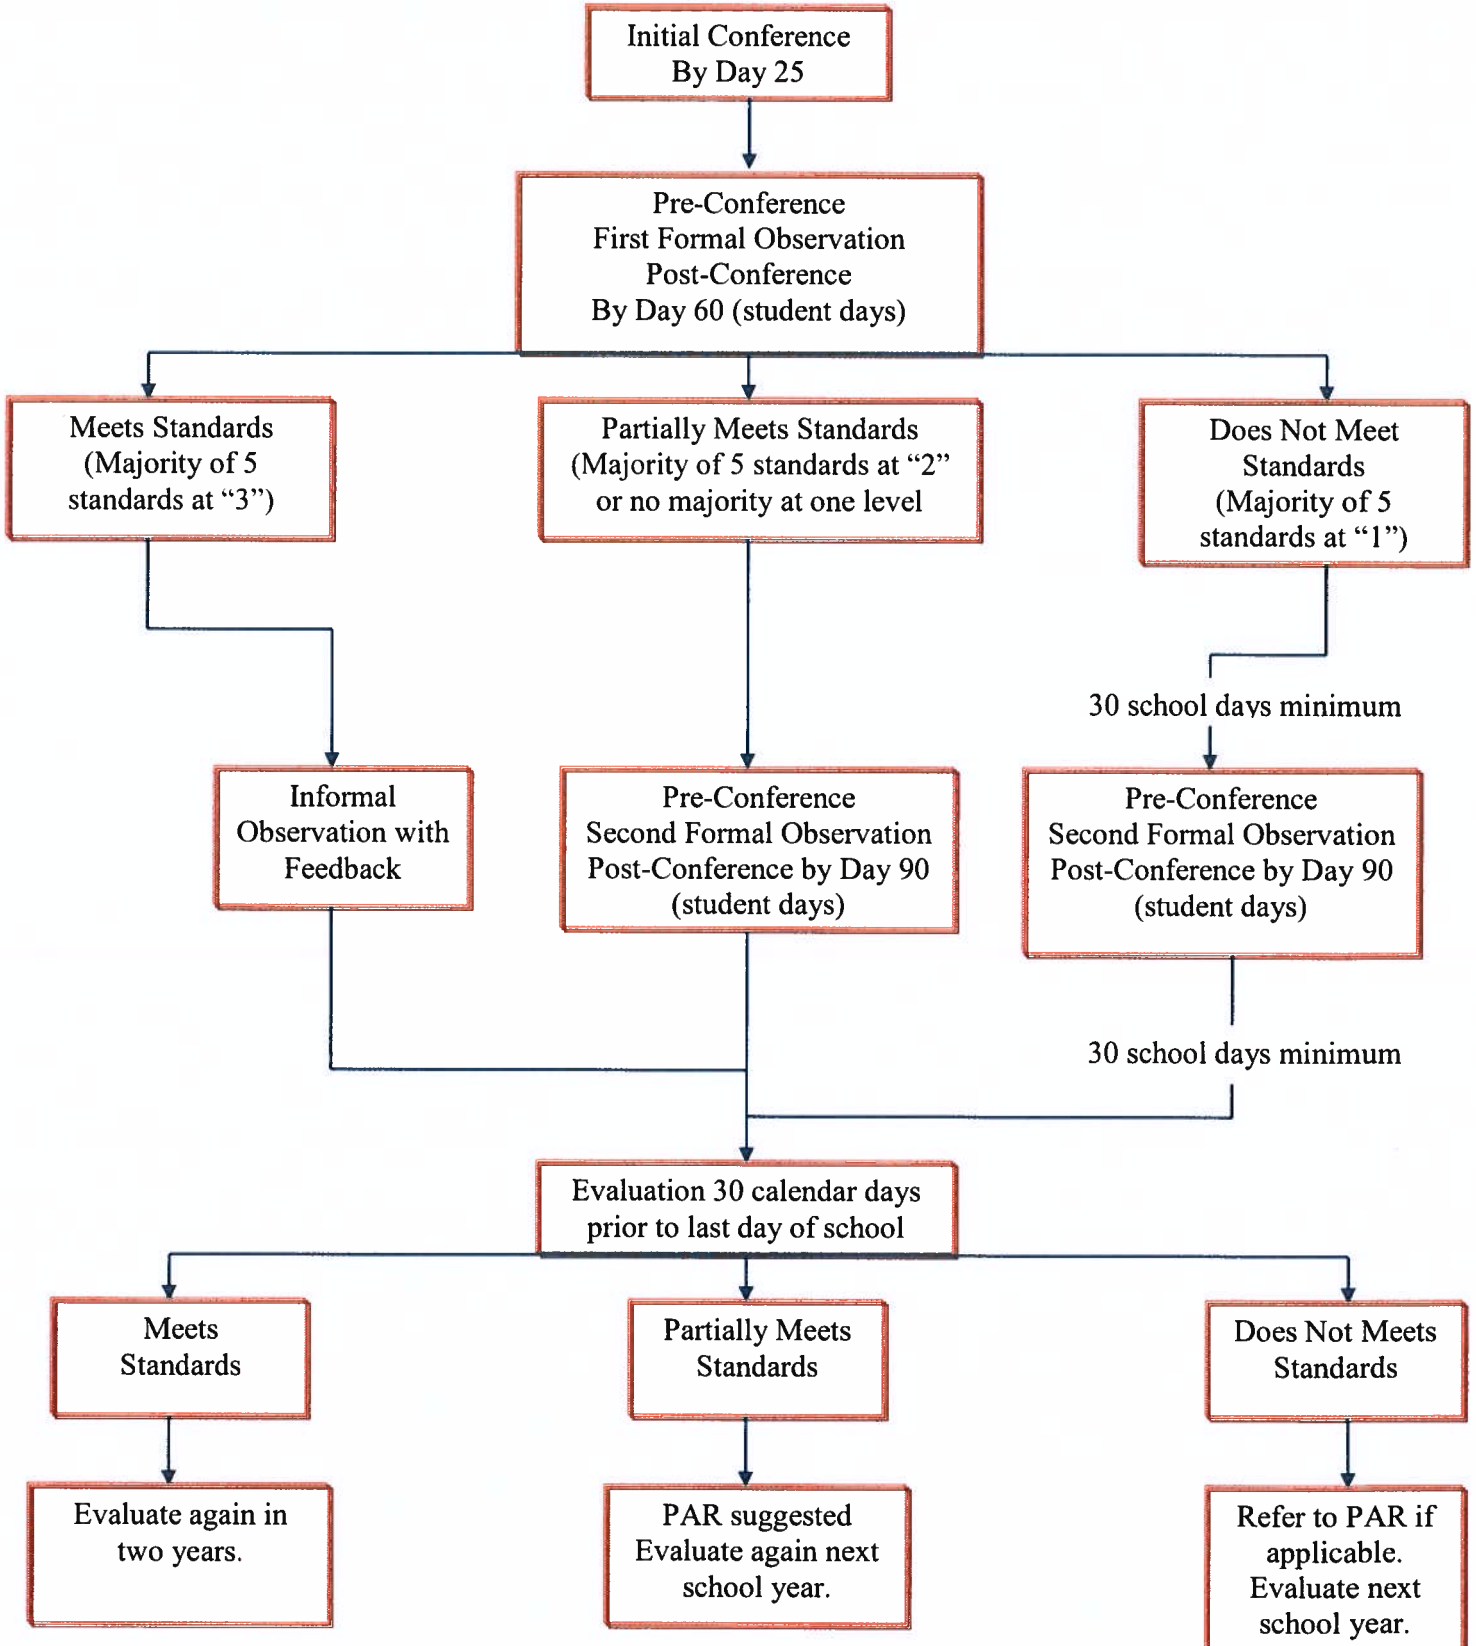 Initial Conference
By Day 25
Pre-Conference
First Formal Observation
Post-Conference
By Day 60 (student days)
Meets Standards
(Majority of 5
standards at “3”)
Partially Meets Standards
(Majority of 5 standards at “2”
or no majority at one level
Does Not Meet
Standards
(Majority of 5
standards at “1”)
30 school days minimum
Informal
Observation with
Feedback
Pre-Conference
Second Formal Observation
Post-Conference by Day 90
(student days)
Pre-Conference
Second Formal Observation
Post-Conference by Day 90
(student days)
30 school days minimum
Evaluation 30 calendar days
prior to last day of school
Meets
Standards
Partially Meets
Standards
Does Not Meets
Standards
Evaluate again in
two years.
PAR suggested
Evaluate again next
school year.
Refer to PAR if
applicable.
Evaluate next
school year.